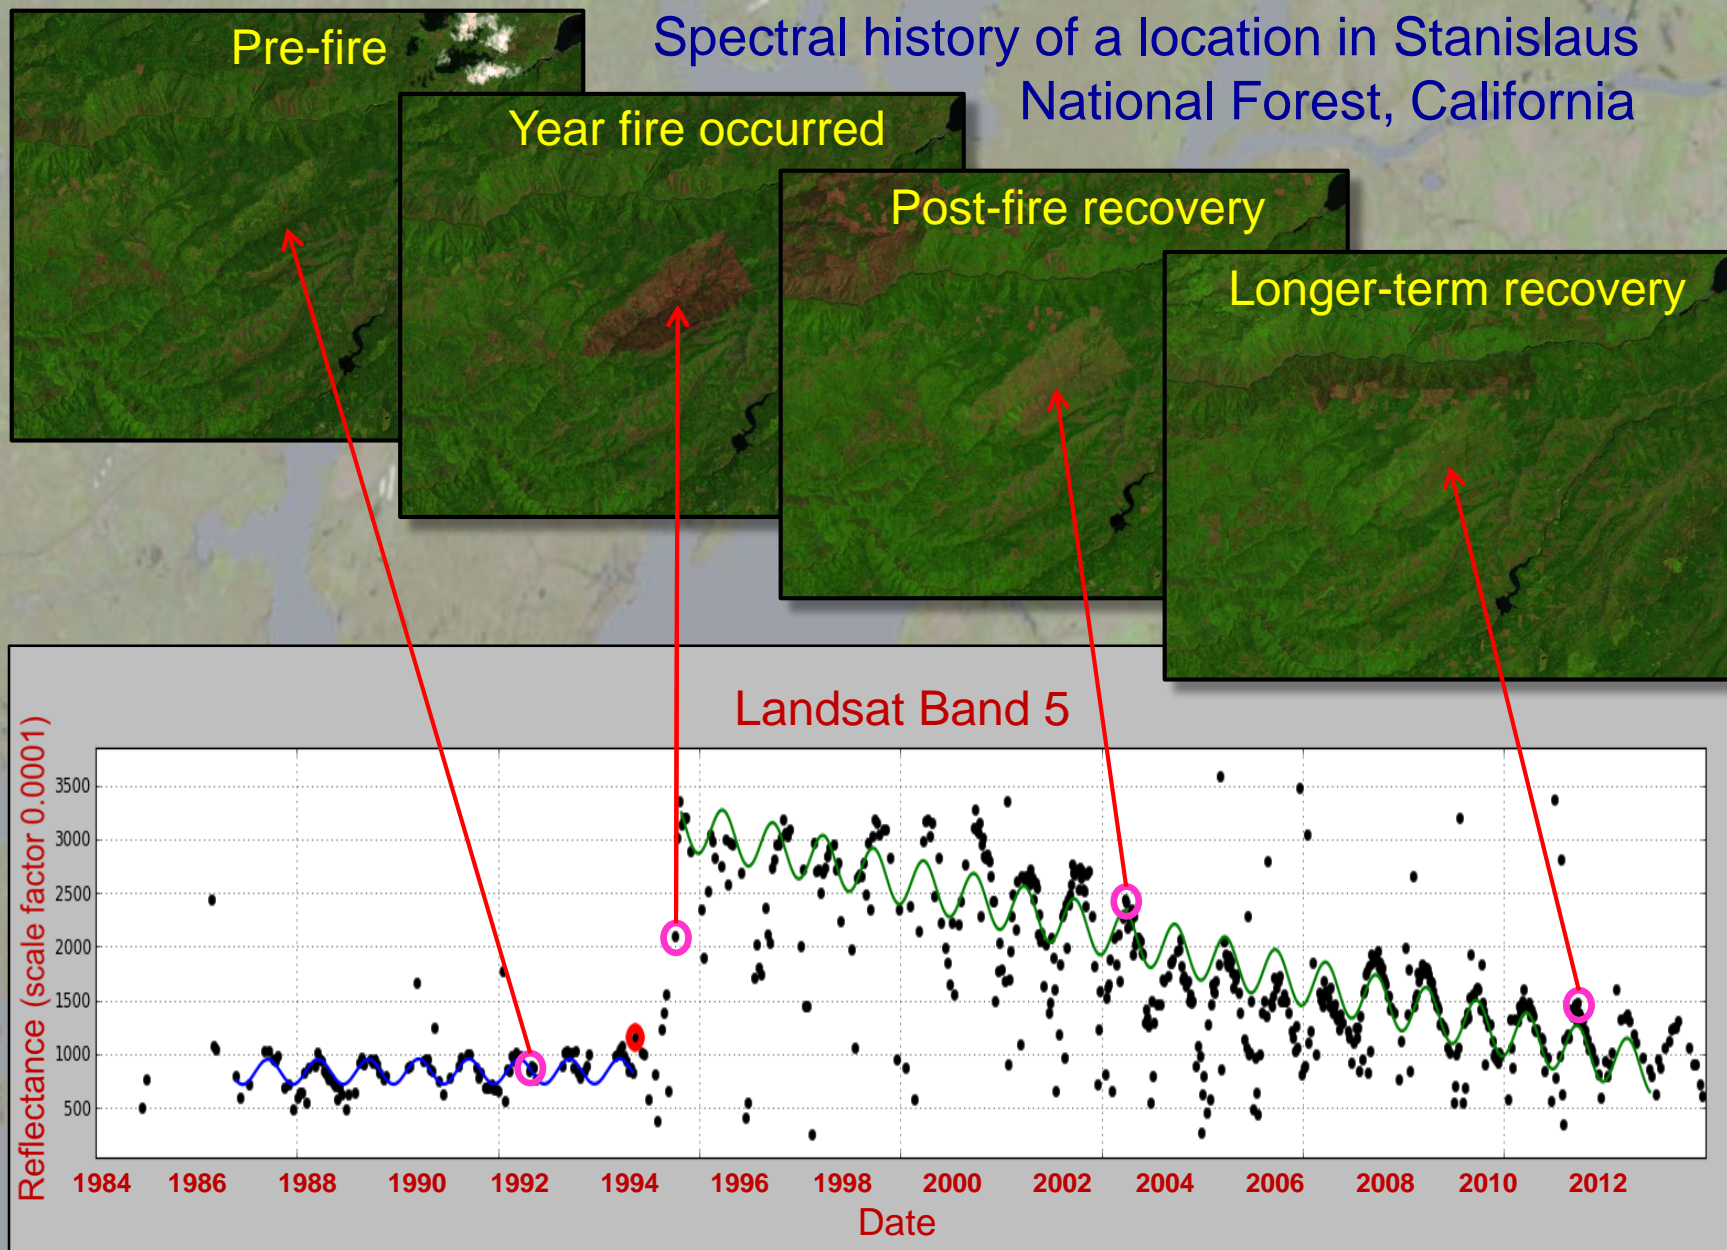 Spectral history of a location in Stanislaus
National Forest, California
Pre-fire
Year fire occurred
Post-fire recovery
Longer-term recovery
Landsat Band 5
Reflectance (scale factor 0.0001)
3500
3000
2500
2000
1500
1000
500
1984 1986 1988 1990 1992 1994 1996 1998 2000 2002 2004 2006 2008 2010 2012
Date